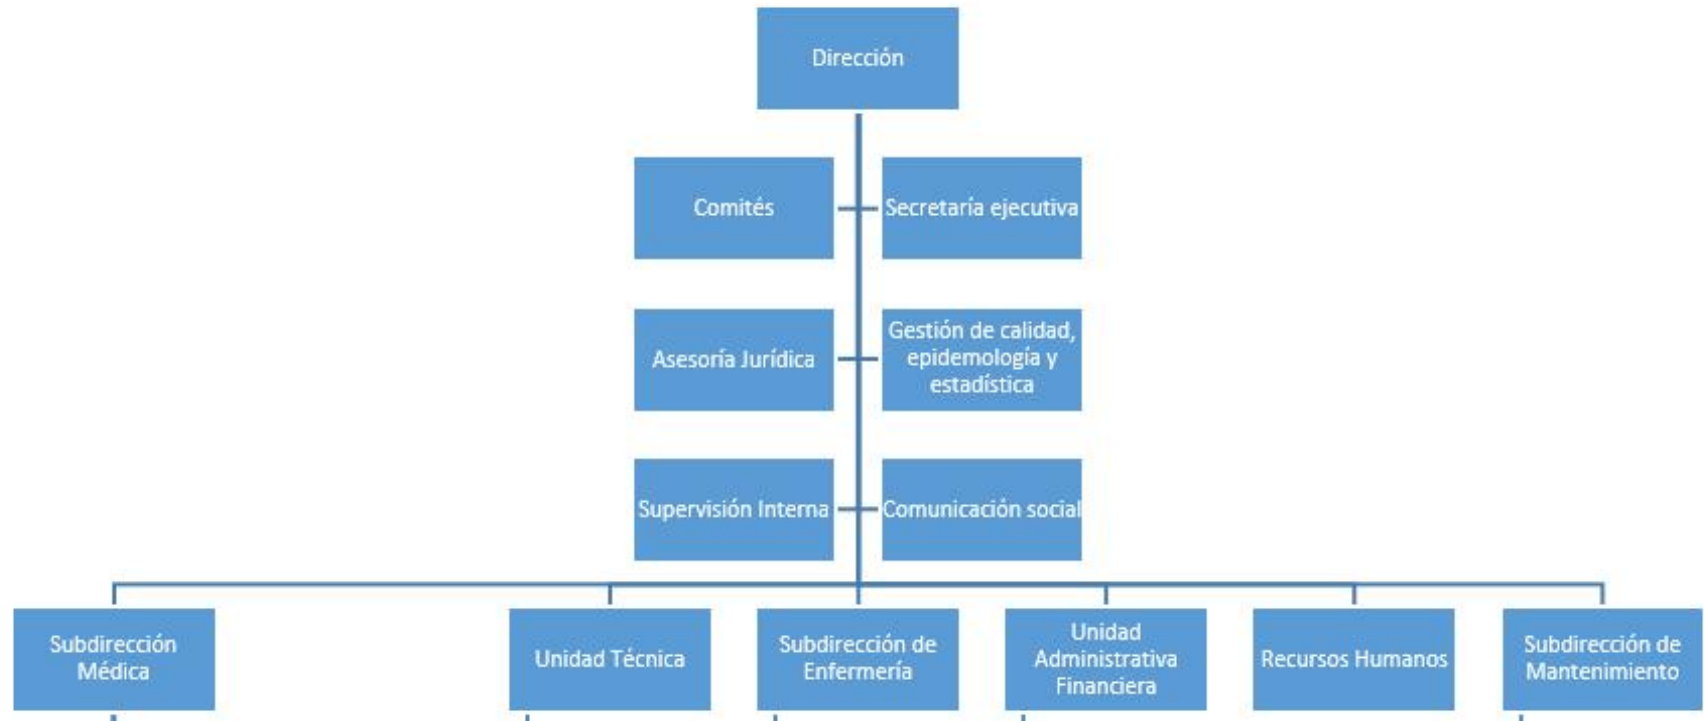 Dirección
Comités
Secretaría ejecutiva
Asesoría Jurídica
Gestión de calidad,
epidemología y
estadística
Supervisión Interna
Comunicación social
Subdirección
Médica
Unidad Técnica
Subdirección de
Enfermería
Unidad
Administrativa
Financiera
Recursos Humanos
Subdirección de
Mantenimiento